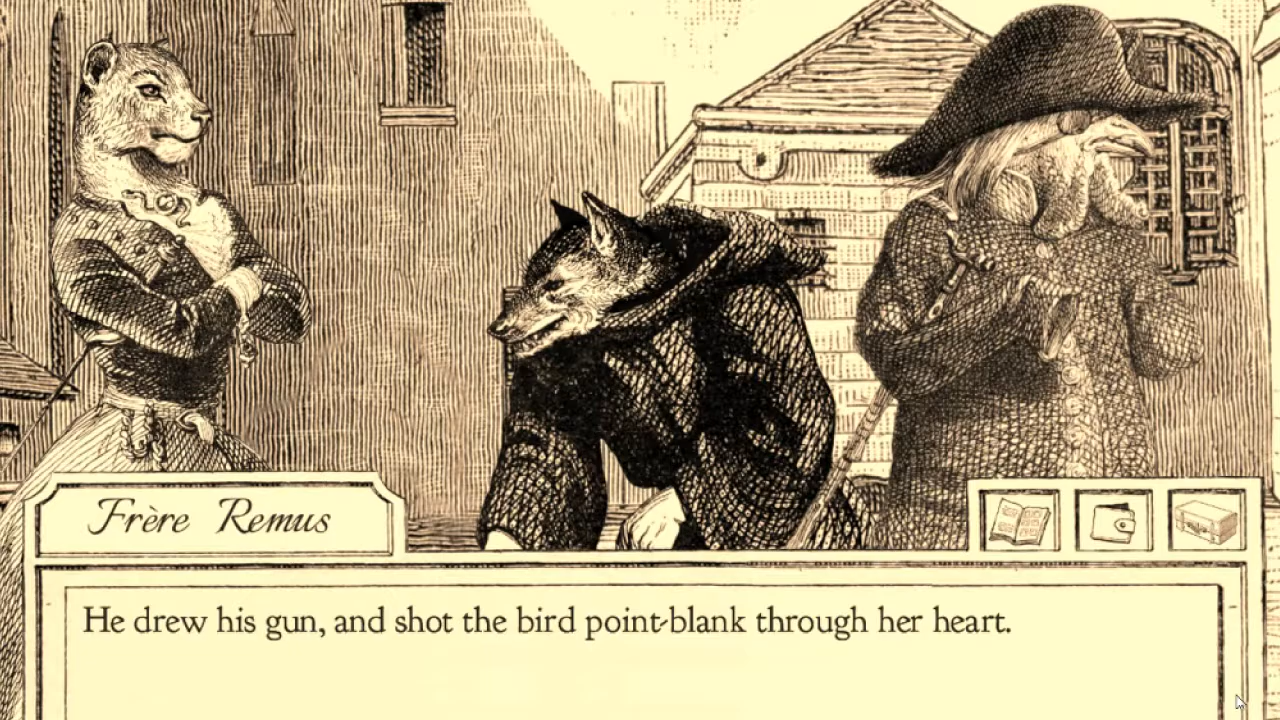 Frère Remus
He drew his gun, and shot the bird point-blank through her heart.